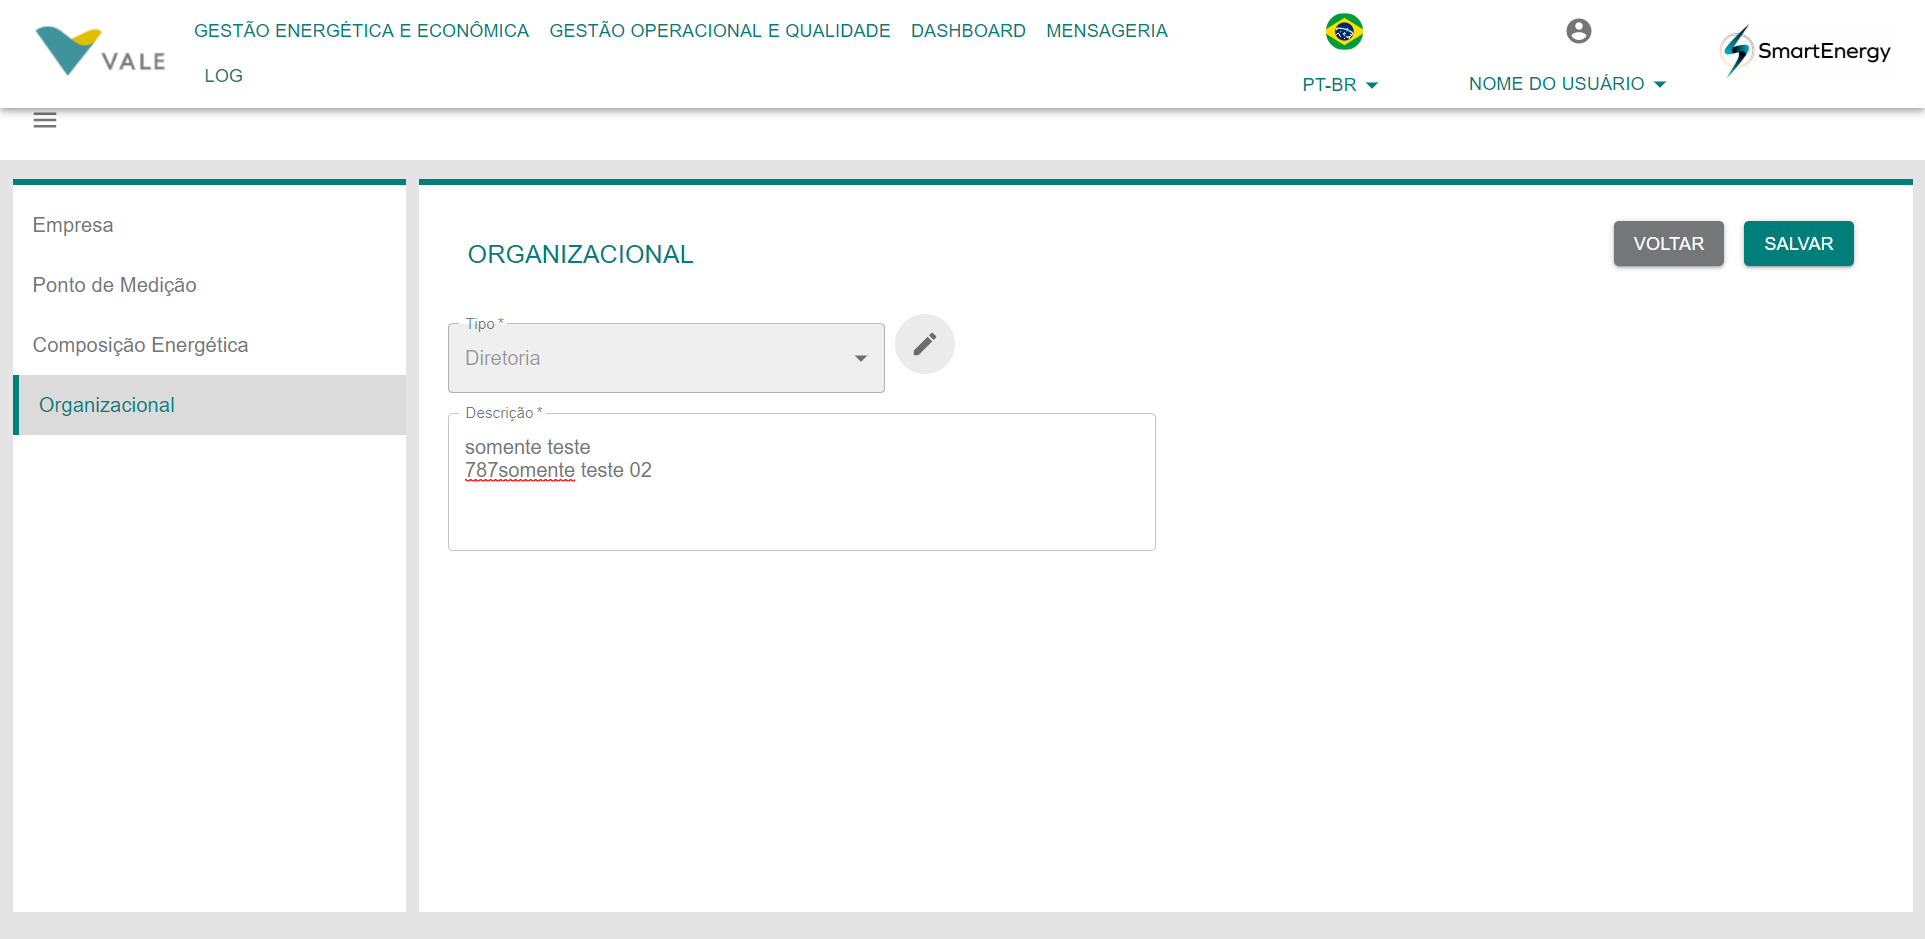 VALE
GESTÃO ENERGÉTICA E ECONÔMICA GESTÃO OPERACIONAL E QUALIDADE DASHBOARD MENSAGERIA
LOG
PT-BR
NOME DO USUÁRIO
SmartEnergy
Empresa
Ponto de Medição
Composição Energética
Organizacional
ORGANIZACIONAL
VOLTAR
SALVAR
Tipo *
Diretoria
Descrição *
somente teste
787somente teste 02